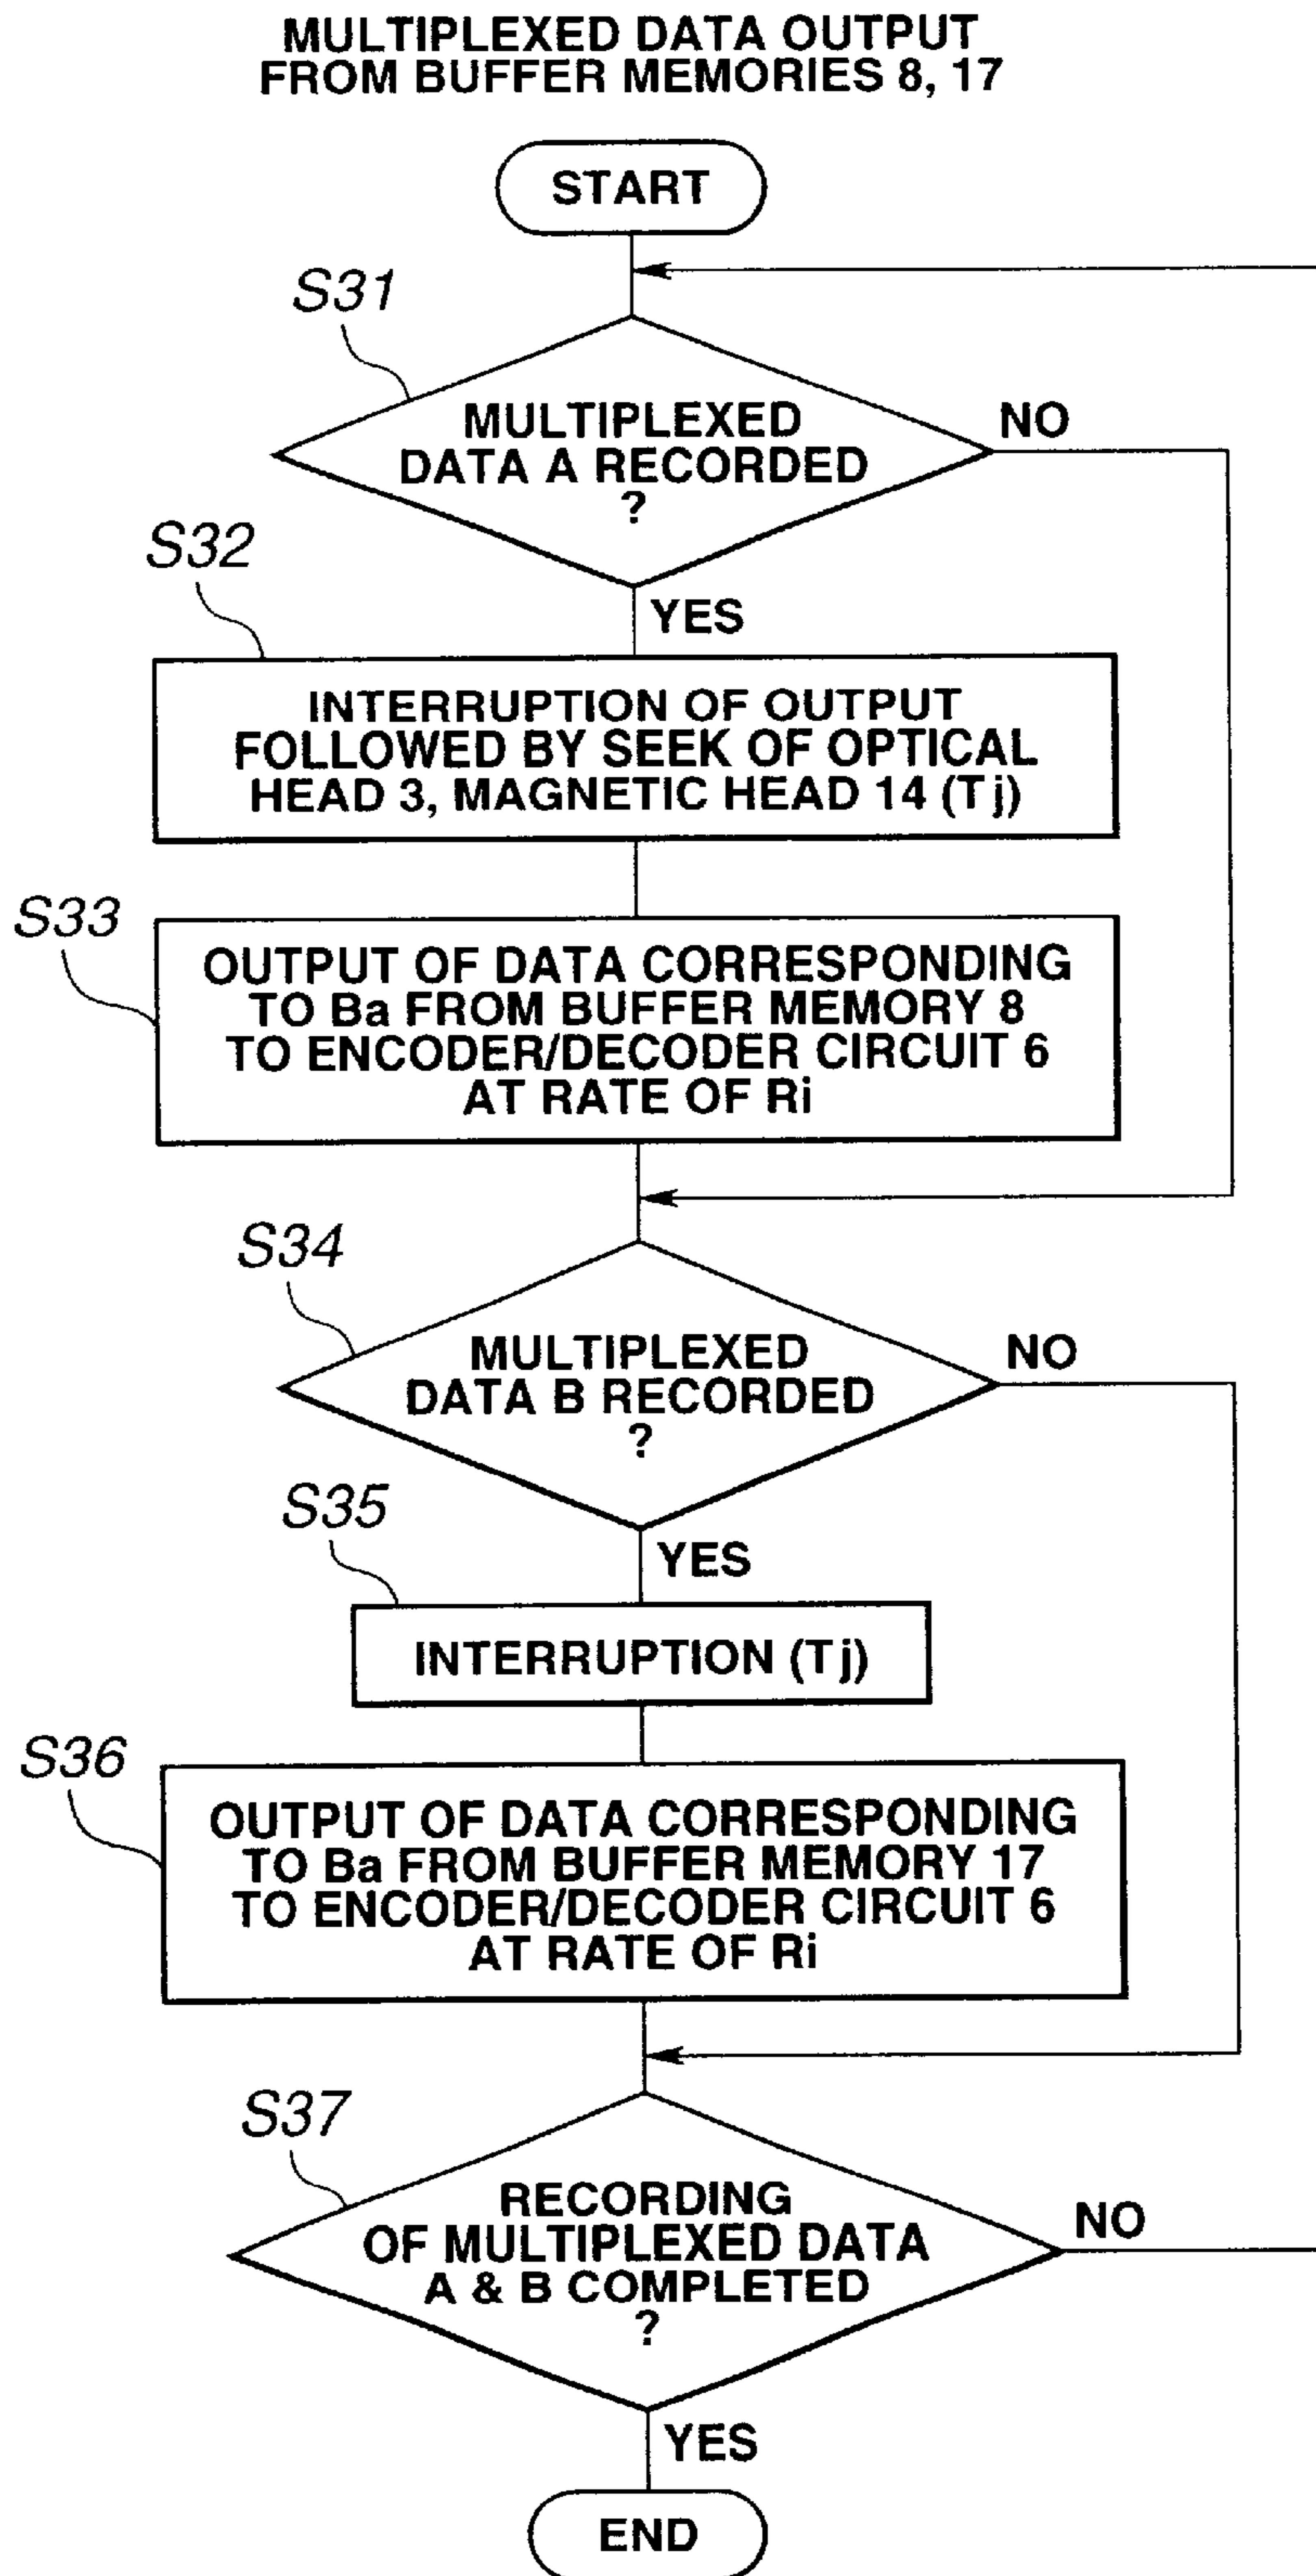 MULTIPLEXED DATA OUTPUT
FROM BUFFER MEMORIES 8, 17
START
S31
MULTIPLEXED
DATA A RECORDED
?
NO
YES
S32
INTERRUPTION OF OUTPUT
FOLLOWED BY SEEK OF OPTICAL
HEAD 3, MAGNETIC HEAD 14 (Tj)
S33
OUTPUT OF DATA CORRESPONDING
TO Ba FROM BUFFER MEMORY 8
TO ENCODER/DECODER CIRCUIT 6
AT RATE OF Ri
S34
MULTIPLEXED
DATA B RECORDED
?
NO
YES
S35
INTERRUPTION (Tj)
S36
OUTPUT OF DATA CORRESPONDING
TO Ba FROM BUFFER MEMORY 17
TO ENCODER/DECODER CIRCUIT 6
AT RATE OF Ri
S37
RECORDING
OF MULTIPLEXED DATA
A & B COMPLETED
?
NO
YES
END